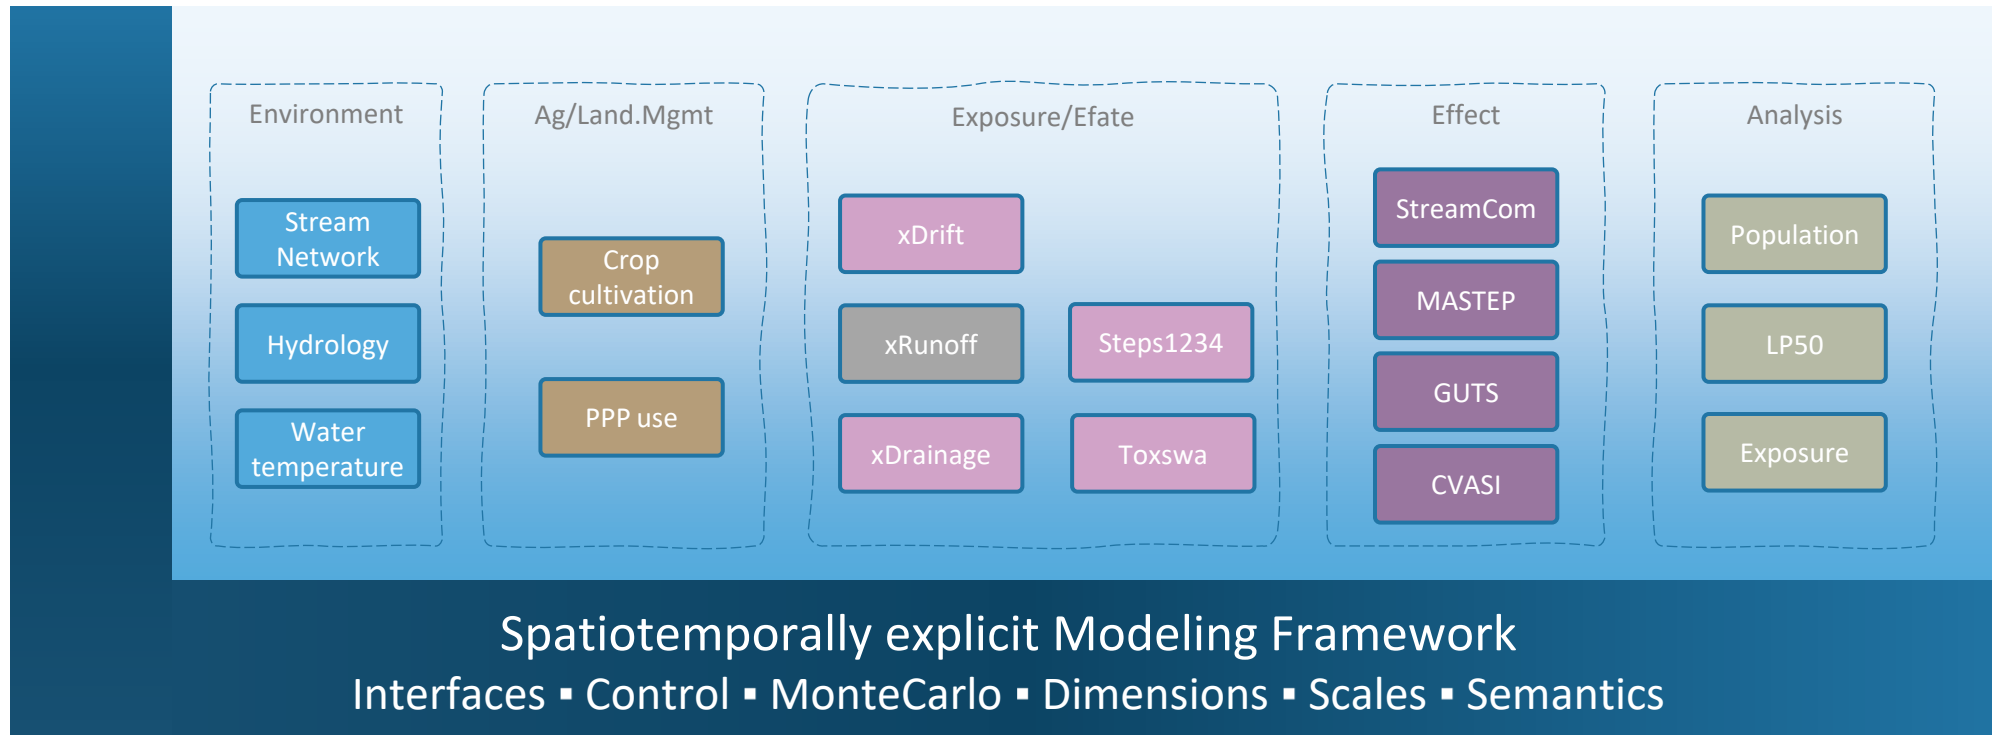 Environment
Stream
Network
Hydrology
Water
temperature
Ag/Land.Mgmt
Crop
cultivation
PPP use
Exposure/Efate
xDrift
xRunoff
xDrainage
Steps1234
Toxswa
Effect
StreamCom
MASTEP
GUTS
CVASI
Analysis
Population
LP50
Exposure
Spatiotemporally explicit Modeling Framework
Interfaces ▪ Control ▪ MonteCarlo ▪ Dimensions ▪ Scales ▪ Semantics